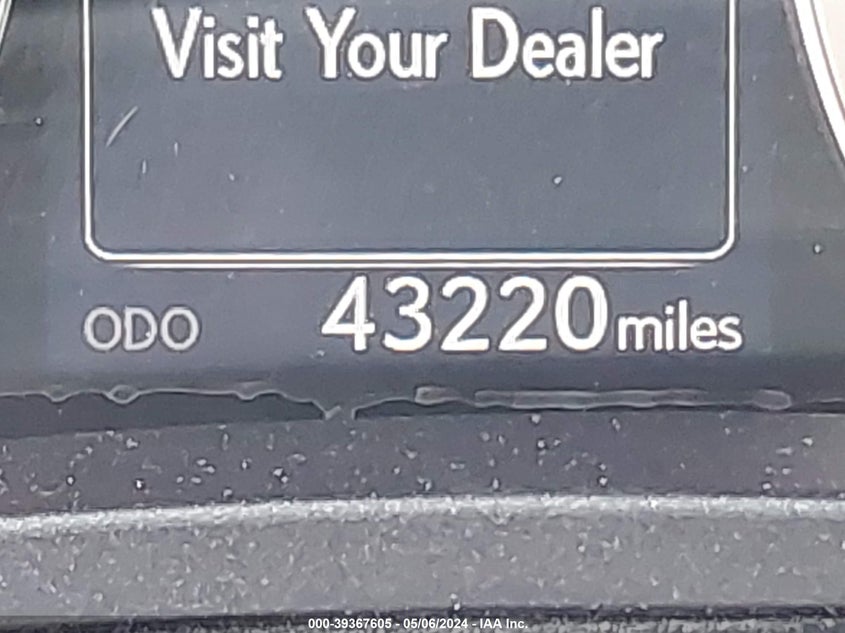 Visit Your Dealer
ODO 43220 miles
000-39367605 - 05/06/2024 - IAA Inc.